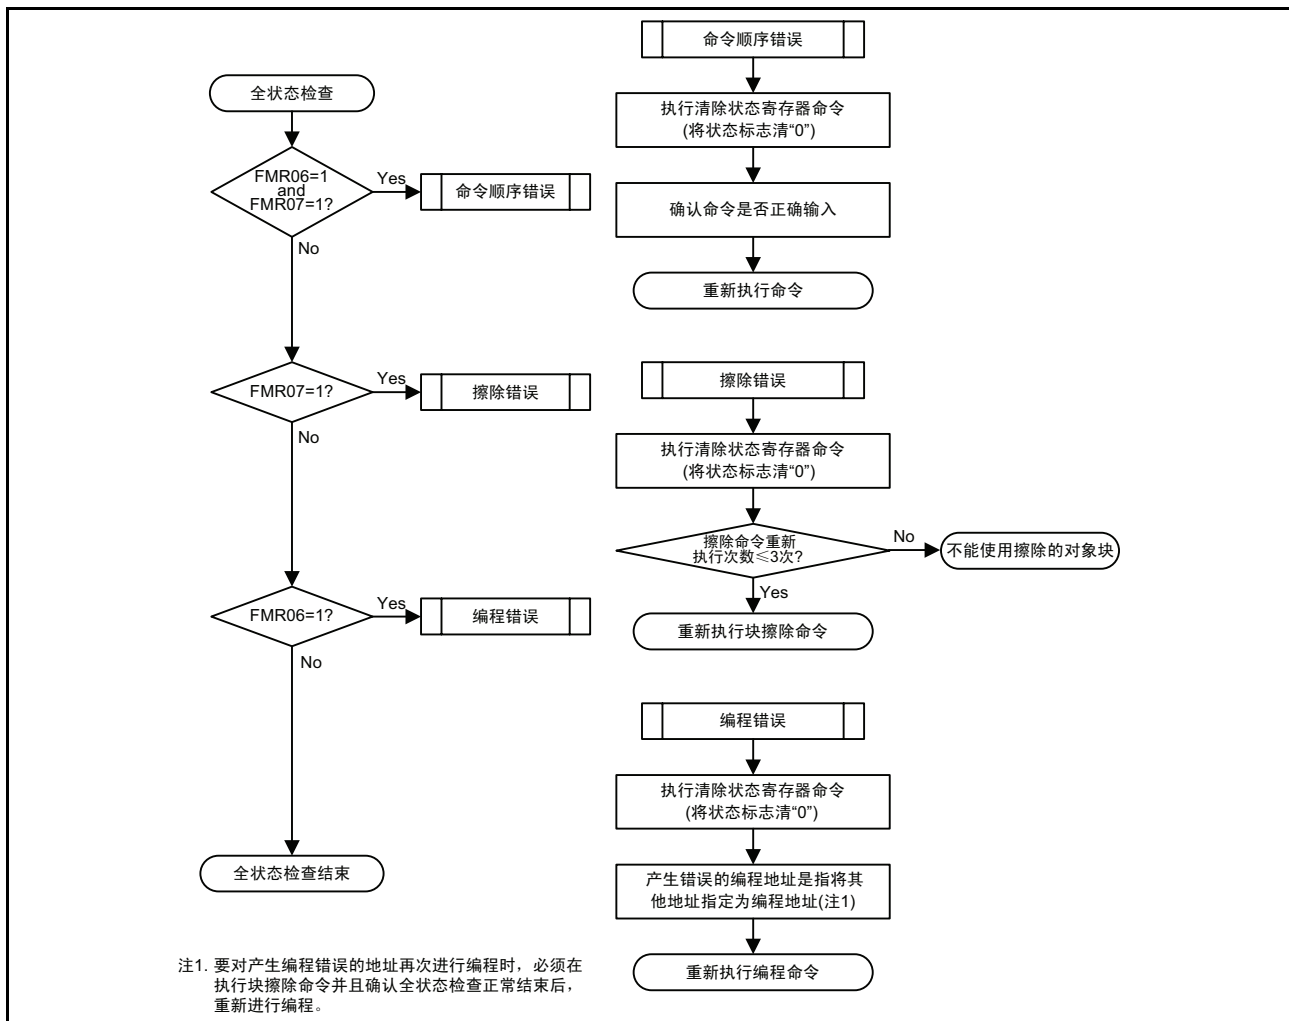 全状态检查
FMR06=1
and
FMR07=1?
Yes
命令顺序错误
No
FMR07=1?
Yes
擦除错误
No
FMR06=1?
Yes
编程错误
No
全状态检查结束
命令顺序错误
执行清除状态寄存器命令
(将状态标志清“0”)
确认命令是否正确输入
重新执行命令
擦除错误
执行清除状态寄存器命令
(将状态标志清“0”)
擦除命令重新
执行次数≤3次?
No
不能使用擦除的对象块
Yes
重新执行块擦除命令
编程错误
执行清除状态寄存器命令
(将状态标志清“0”)
产生错误的编程地址是指将其
他地址指定为编程地址(注1)
重新执行编程命令
注1. 要对产生编程错误的地址再次进行编程时，必须在
执行块擦除命令并且确认全状态检查正常结束后，
重新进行编程。